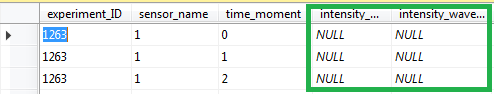 experiment_ID sensor_name time_moment intensity_... intensity_wave...
1263 1 0 NULL NULL
1263 1 1 NULL NULL
1263 1 2 NULL NULL